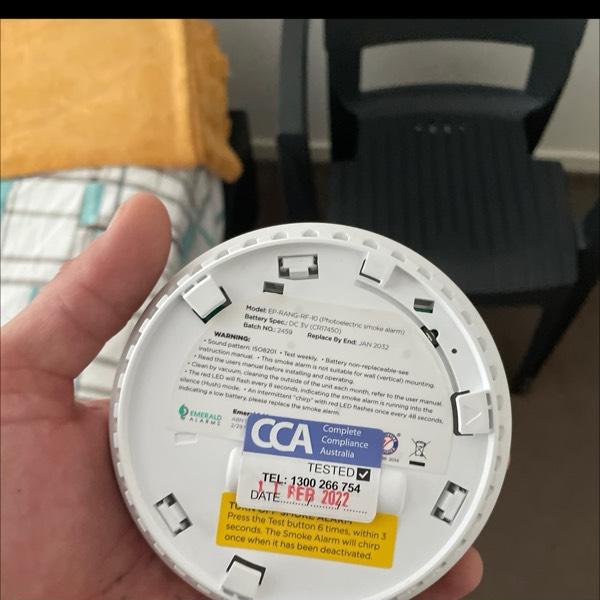 Model: EP-RANG-RF-10 (Photoelectric smoke alarm)
Battery Spec.: DC 3V (CR17450)
Batch NO.: 2459 Replace By End: JAN 2032
WARNING:
• Sound pattern: ISO8201 • Test weekly. • Battery non-replaceable-see
instruction manual. • This smoke alarm is not suitable for wall (vertical) mounting.
• Read the users manual before installing and operating.
• Clean by vacuum, cleaning the outside of the unit each month, refer to the user manual.
• The red LED will flash every 8 seconds, indicating the smoke alarm is running into the
silence (Hush) mode. • An intermittent "chirp" with red LED flashes once every 48 seconds,
indicating a low battery, please replace the smoke alarm.
EMERALD
ALARMS
CCA Complete
Compliance
Australia
TESTED
TEL: 1300 266 754
DATE 11 FEB 2022
TURN OFF SMOKE ALARM
Press the Test button 6 times, within 3
seconds. The Smoke Alarm will chirp
once when it has been deactivated.